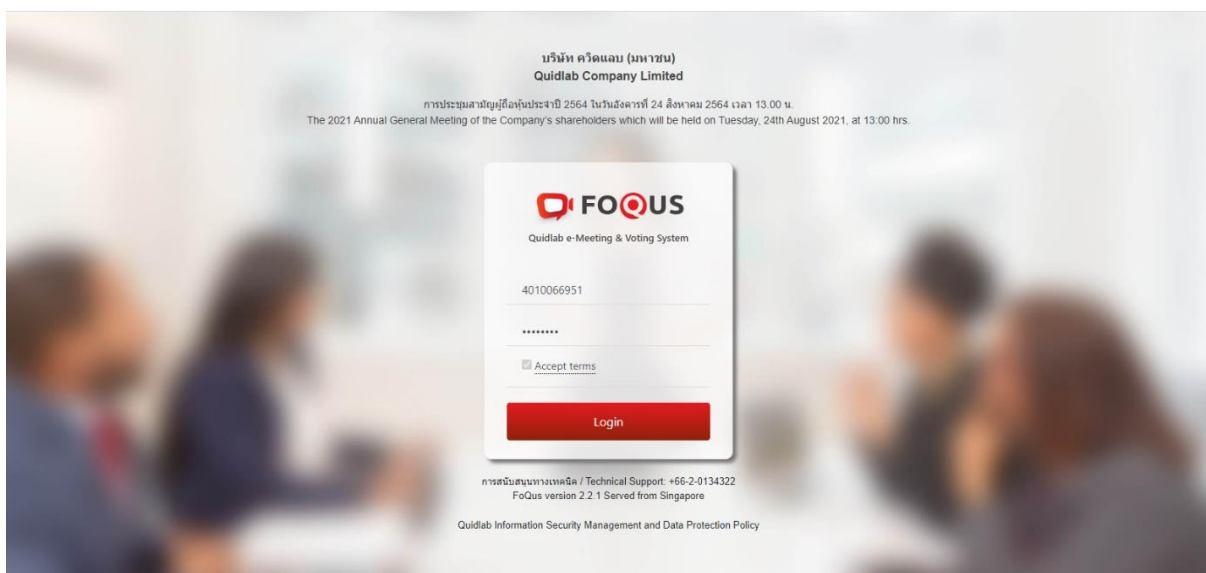 บริษัท ควิดแลบ (มหาชน)
Quidlab Company Limited
การประชุมสามัญผู้ถือหุ้นประจำปี 2564 ในวันอังคารที่ 24 สิงหาคม 2564 เวลา 13.00 น.
The 2021 Annual General Meeting of the Company's shareholders which will be held on Tuesday, 24th August 2021, at 13:00 hrs.
FOQUS
Quidlab e-Meeting & Voting System
4010066951
••••••••
Accept terms
Login
การสนับสนุนทางเทคนิค / Technical Support: +66-2-0134322
FoQus version 2.2.1 Served from Singapore
Quidlab Information Security Management and Data Protection Policy